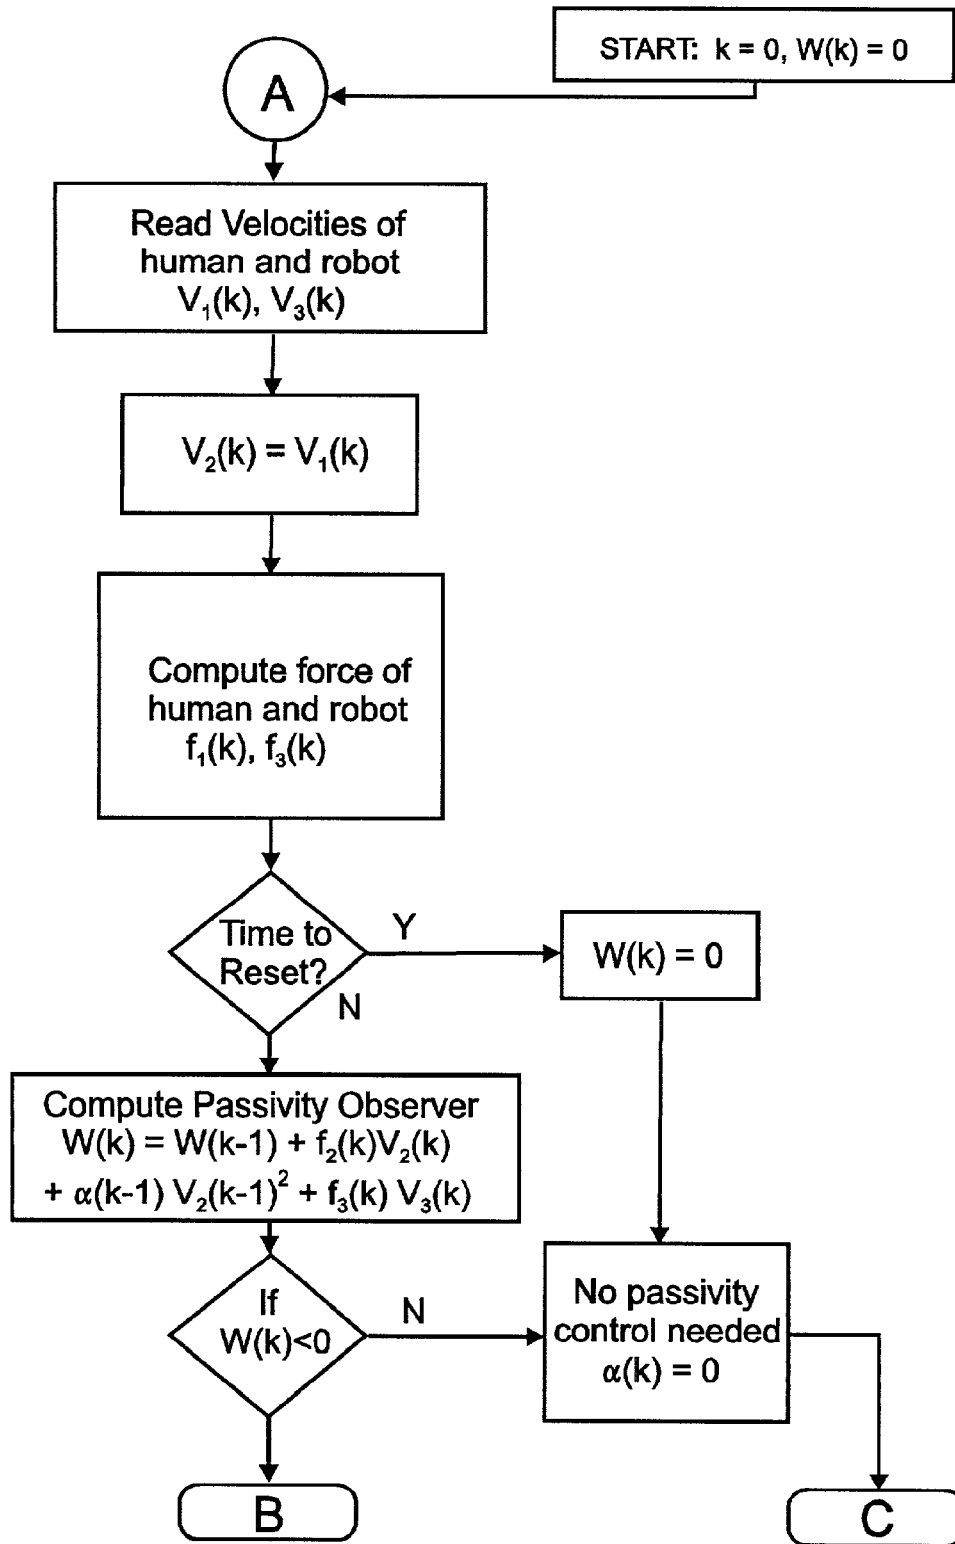 START: k = 0, W(k) = 0
A
Read Velocities of
human and robot
V₁(k), V₃(k)
V₂(k) = V₁(k)
Compute force of
human and robot
f₁(k), f₃(k)
Time to
Reset?
Y
N
W(k) = 0
Compute Passivity Observer
W(k) = W(k-1) + f₂(k)V₂(k)
+ α(k-1) V₂(k-1)² + f₃(k) V₃(k)
If
W(k)<0
N
No passivity
control needed
α(k) = 0
B
C